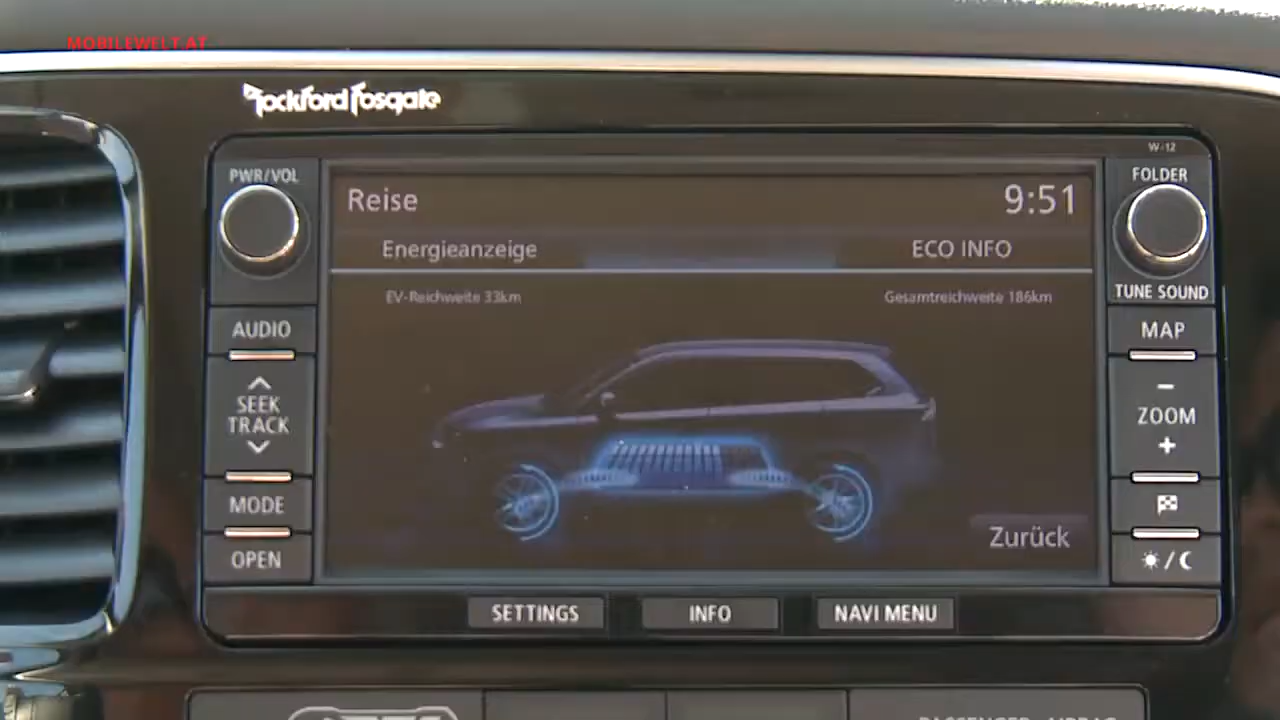 MOBILEWELT.AT
Rockford Fosgate
W-12
PWR/VOL
FOLDER
Reise
9:51
Energieanzeige
ECO INFO
TUNE SOUND
EV-Reichweite 33km
Gesamtreichweite 186km
AUDIO
MAP
SEEK
TRACK
ZOOM
MODE
Zurück
OPEN
SETTINGS
INFO
NAVI MENU